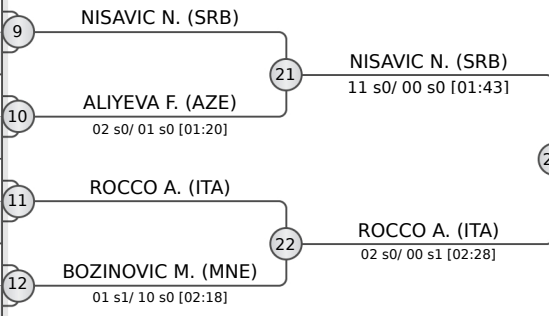 9
NISAVIC N. (SRB)
21
NISAVIC N. (SRB)
11 s0/ 00 s0 [01:43]
10
ALIYEVA F. (AZE)
02 s0/ 01 s0 [01:20]
11
ROCCO A. (ITA)
22
ROCCO A. (ITA)
02 s0/ 00 s1 [02:28]
12
BOZINOVIC M. (MNE)
01 s1/ 10 s0 [02:18]